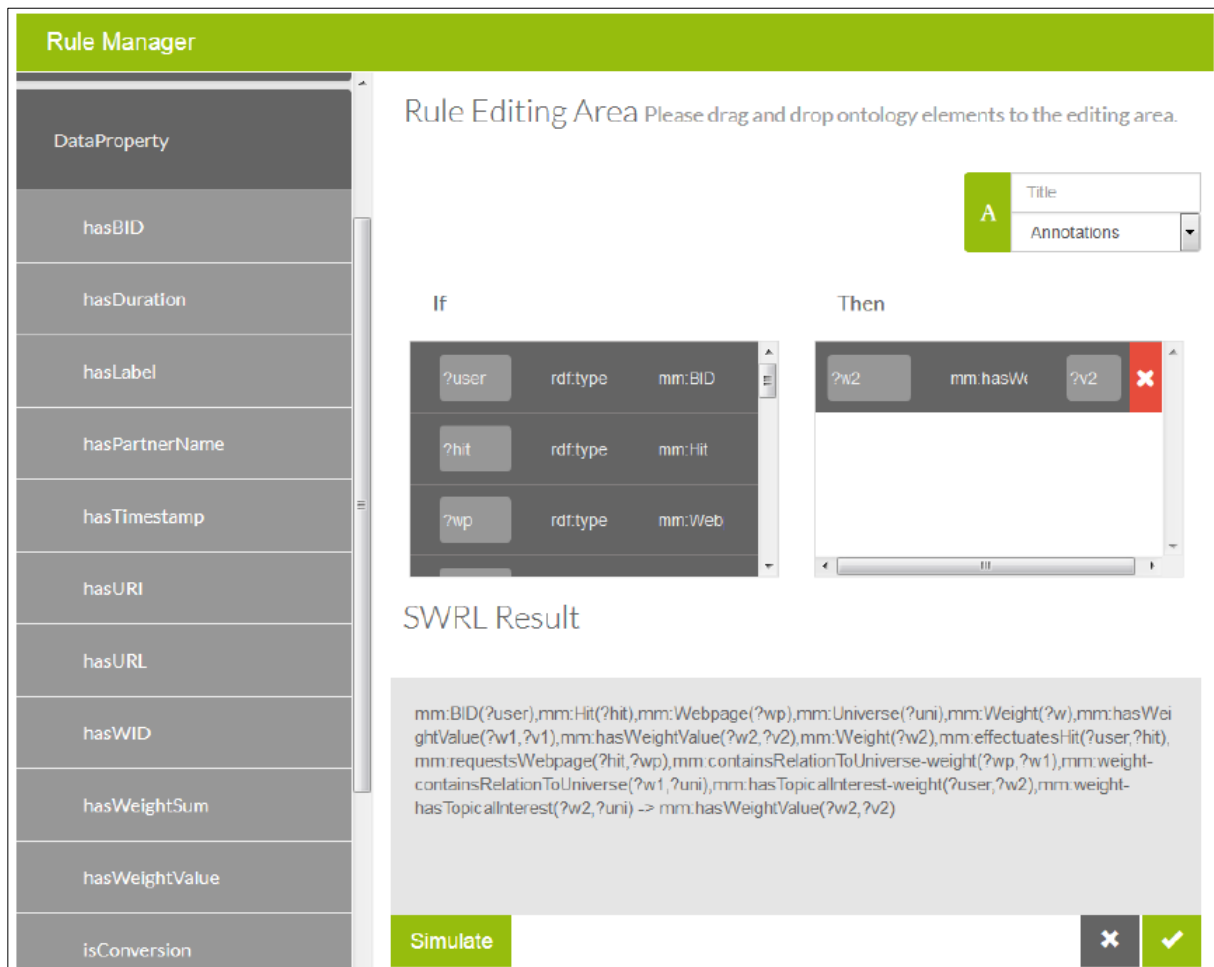 Rule Manager
DataProperty
hasBID
hasDuration
hasLabel
hasPartnerName
hasTimestamp
hasURI
hasURL
hasWID
hasWeightSum
hasWeightValue
isConversion
Rule Editing Area Please drag and drop ontology elements to the editing area.
A
Title
Annotations
If
?user rdf:type mm:BID
?hit rdf:type mm:Hit
?wp rdf:type mm:Web
Then
?w2 mm:hasWe ?v2
SWRL Result
mm:BID(?user),mm:Hit(?hit),mm:Webpage(?wp),mm:Universe(?uni),mm:Weight(?w),mm:hasWei
ghtValue(?w1,?v1),mm:hasWeightValue(?w2,?v2),mm:Weight(?w2),mm:effectuatesHit(?user,?hit),
mm:requestsWebpage(?hit,?wp),mm:containsRelationToUniverse-weight(?wp,?w1),mm:weight-
containsRelationToUniverse(?w1,?uni),mm:hasTopicalInterest-weight(?user,?w2),mm:weight-
hasTopicalInterest(?w2,?uni) -> mm:hasWeightValue(?w2,?v2)
Simulate